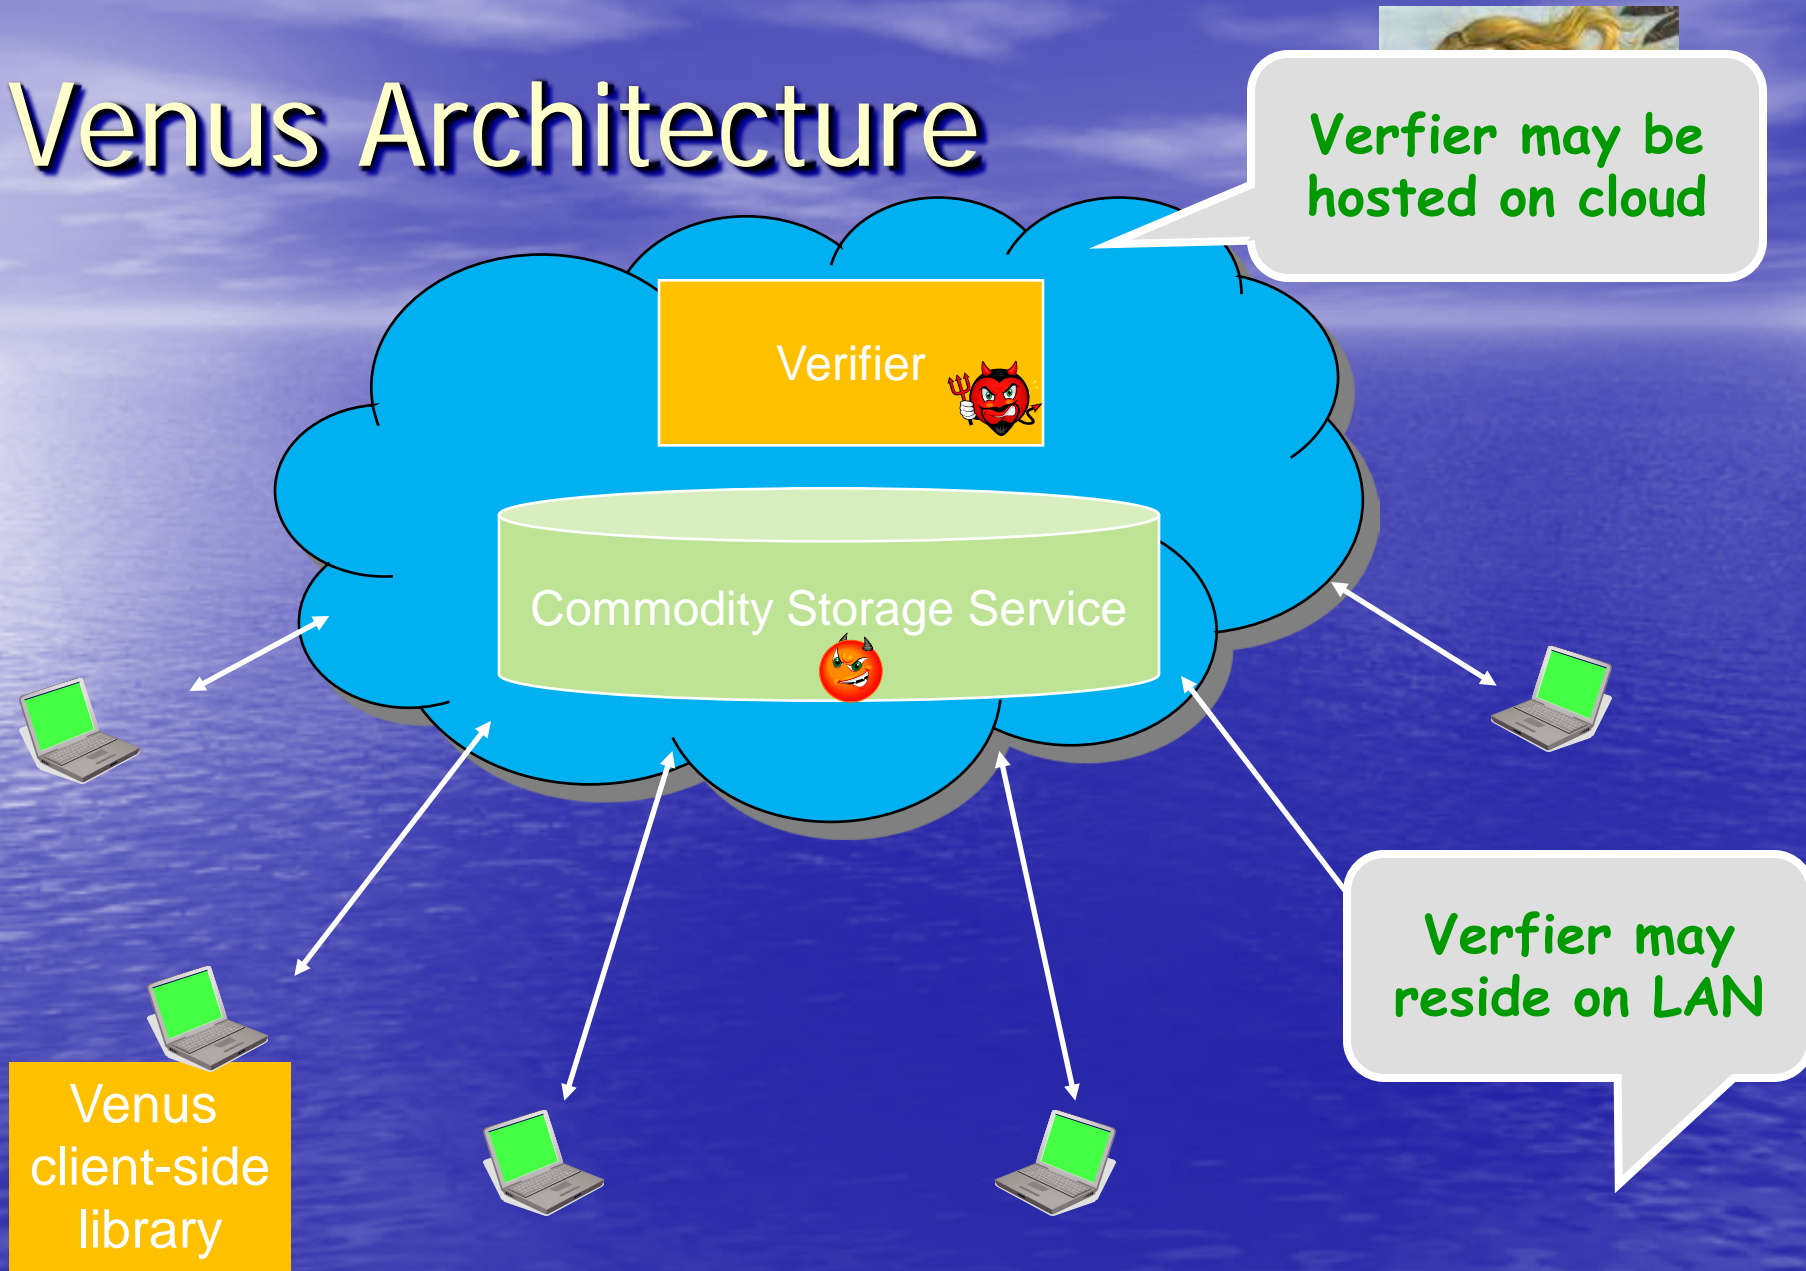 Venus Architecture
Verfier may be
hosted on cloud
Verifier
Commodity Storage Service
Verfier may
reside on LAN
Venus
client-side
library